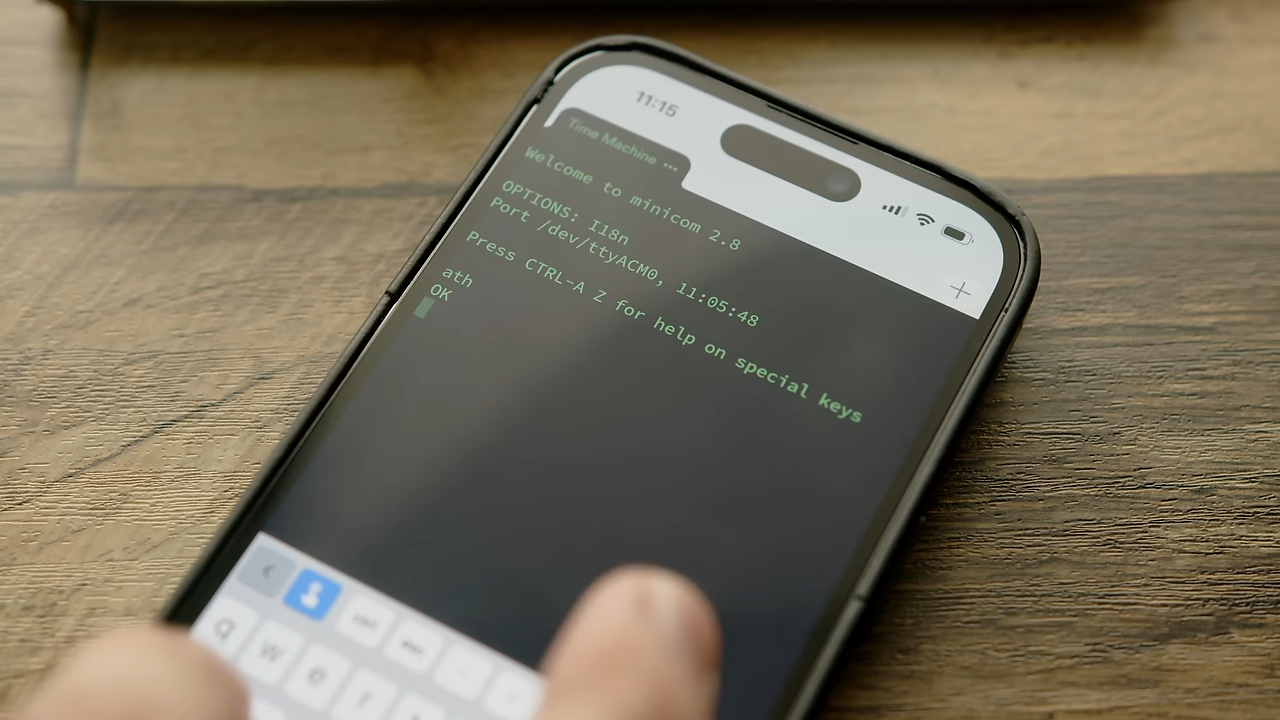 11:15
Time Machine •••
Welcome to minicom 2.8
OPTIONS: I18n
Port /dev/ttyACM0, 11:05:48
Press CTRL-A Z for help on special keys
ath
OK
q w e r